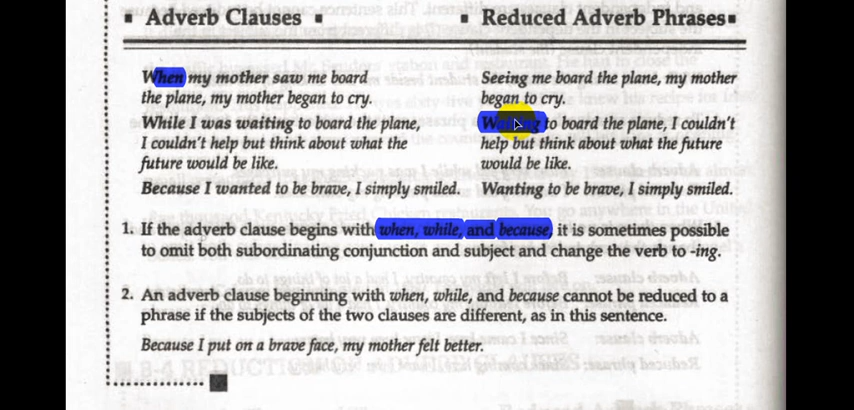 Adverb Clauses Reduced Adverb Phrases
When my mother saw me board Seeing me board the plane, my mother
the plane, my mother began to cry. began to cry.
While I was waiting to board the plane, Waiting to board the plane, I couldn't
I couldn't help but think about what the help but think about what the future
future would be like. would be like.
Because I wanted to be brave, I simply smiled. Wanting to be brave, I simply smiled.
1. If the adverb clause begins with when, while, and because, it is sometimes possible
to omit both subordinating conjunction and subject and change the verb to -ing.
2. An adverb clause beginning with when, while, and because cannot be reduced to a
phrase if the subjects of the two clauses are different, as in this sentence.
Because I put on a brave face, my mother felt better.